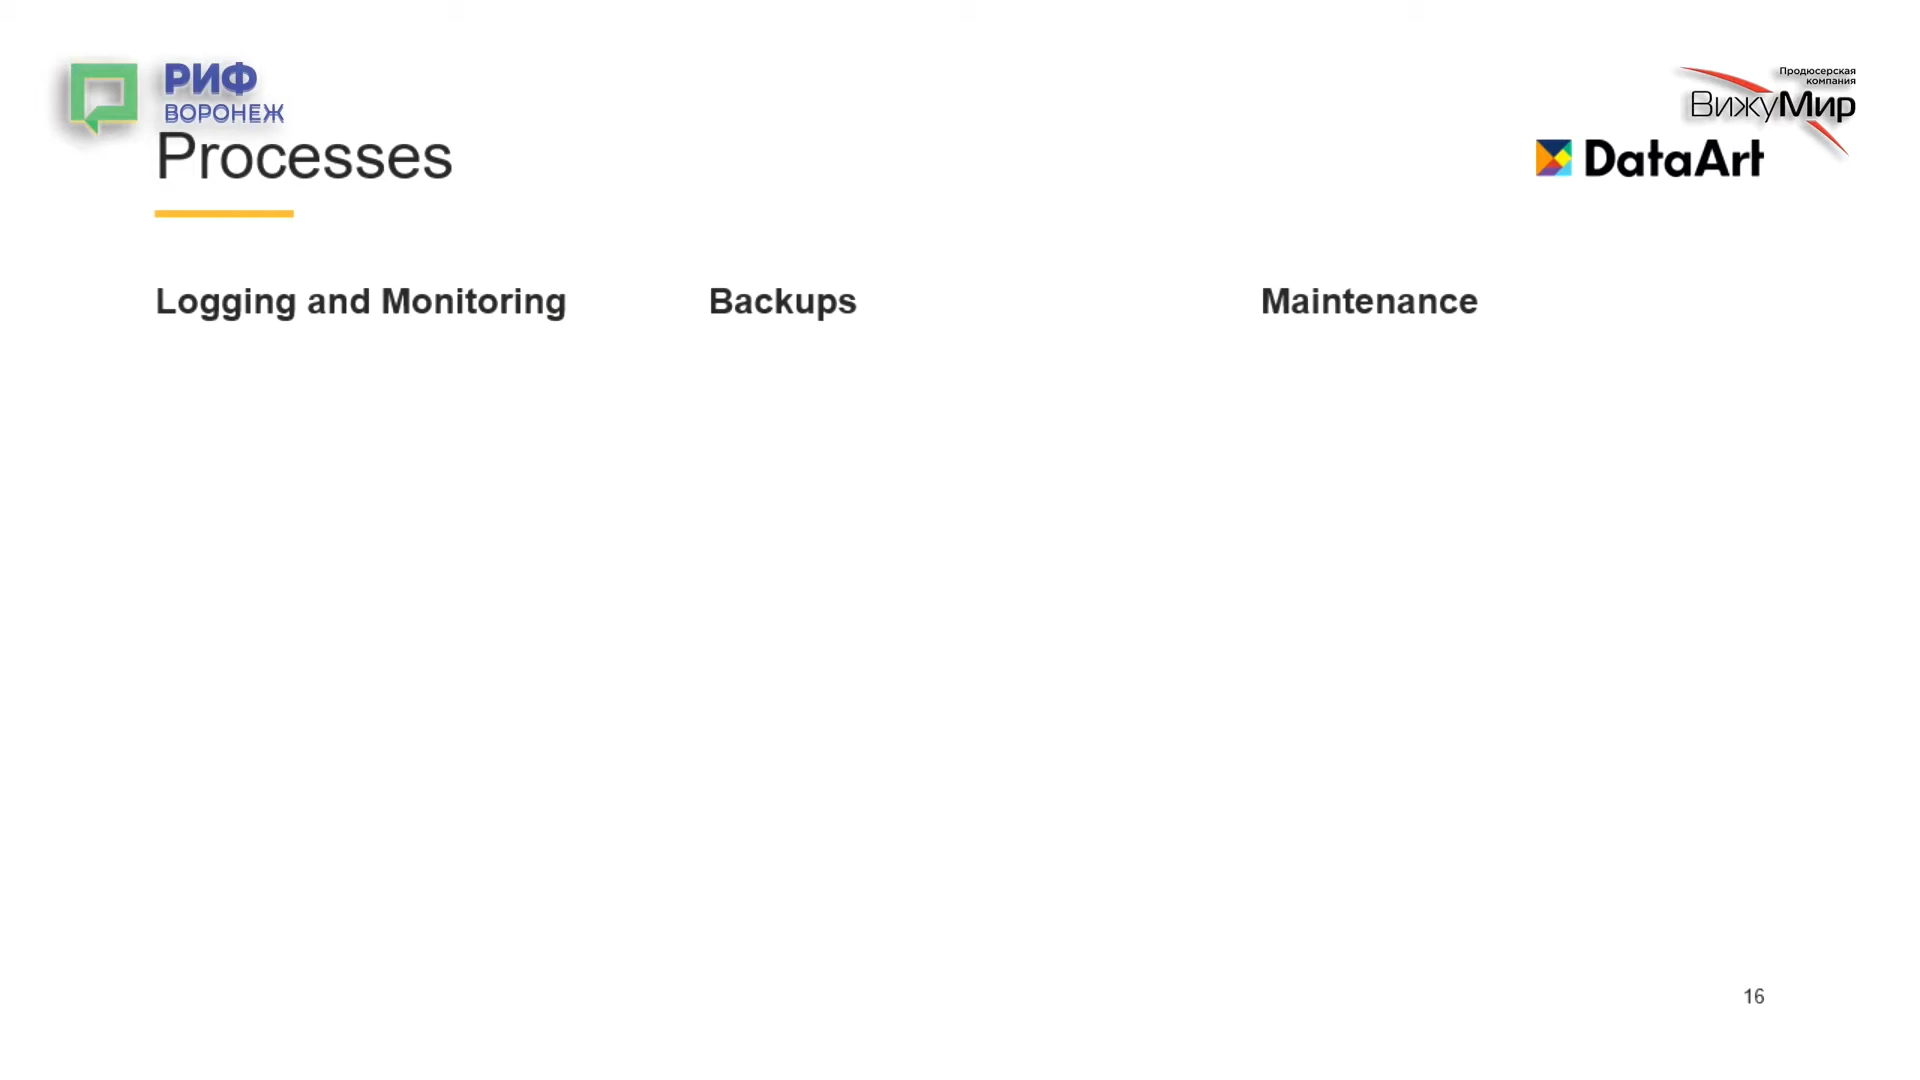 РИФ
ВОРОНЕЖ
Продюсерская
компания
ВижуМир
Processes
DataArt
Logging and Monitoring
Backups
Maintenance
16